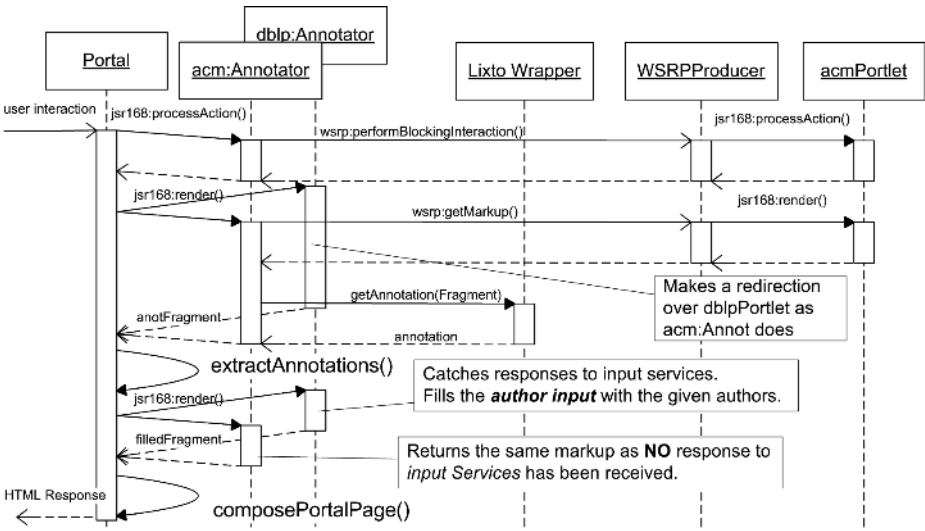 dblp:Annotator
Portal
acm:Annotator
Lixto Wrapper
WSRPProducer
acmPortlet
user interaction
jsr168:processAction()
wsrp:performBlockingInteraction()
jsr168:processAction()
jsr168:render()
wsrp:getMarkup()
jsr168:render()
Makes a redirection
over dblpPortlet as
acm:Annot does
getAnnotation(Fragment)
anotFragment
annotation
extractAnnotations()
Catches responses to input services.
Fills the author input with the given authors.
jsr168:render()
filledFragment
Returns the same markup as NO response to
input Services has been received.
HTML Response
composePortalPage()